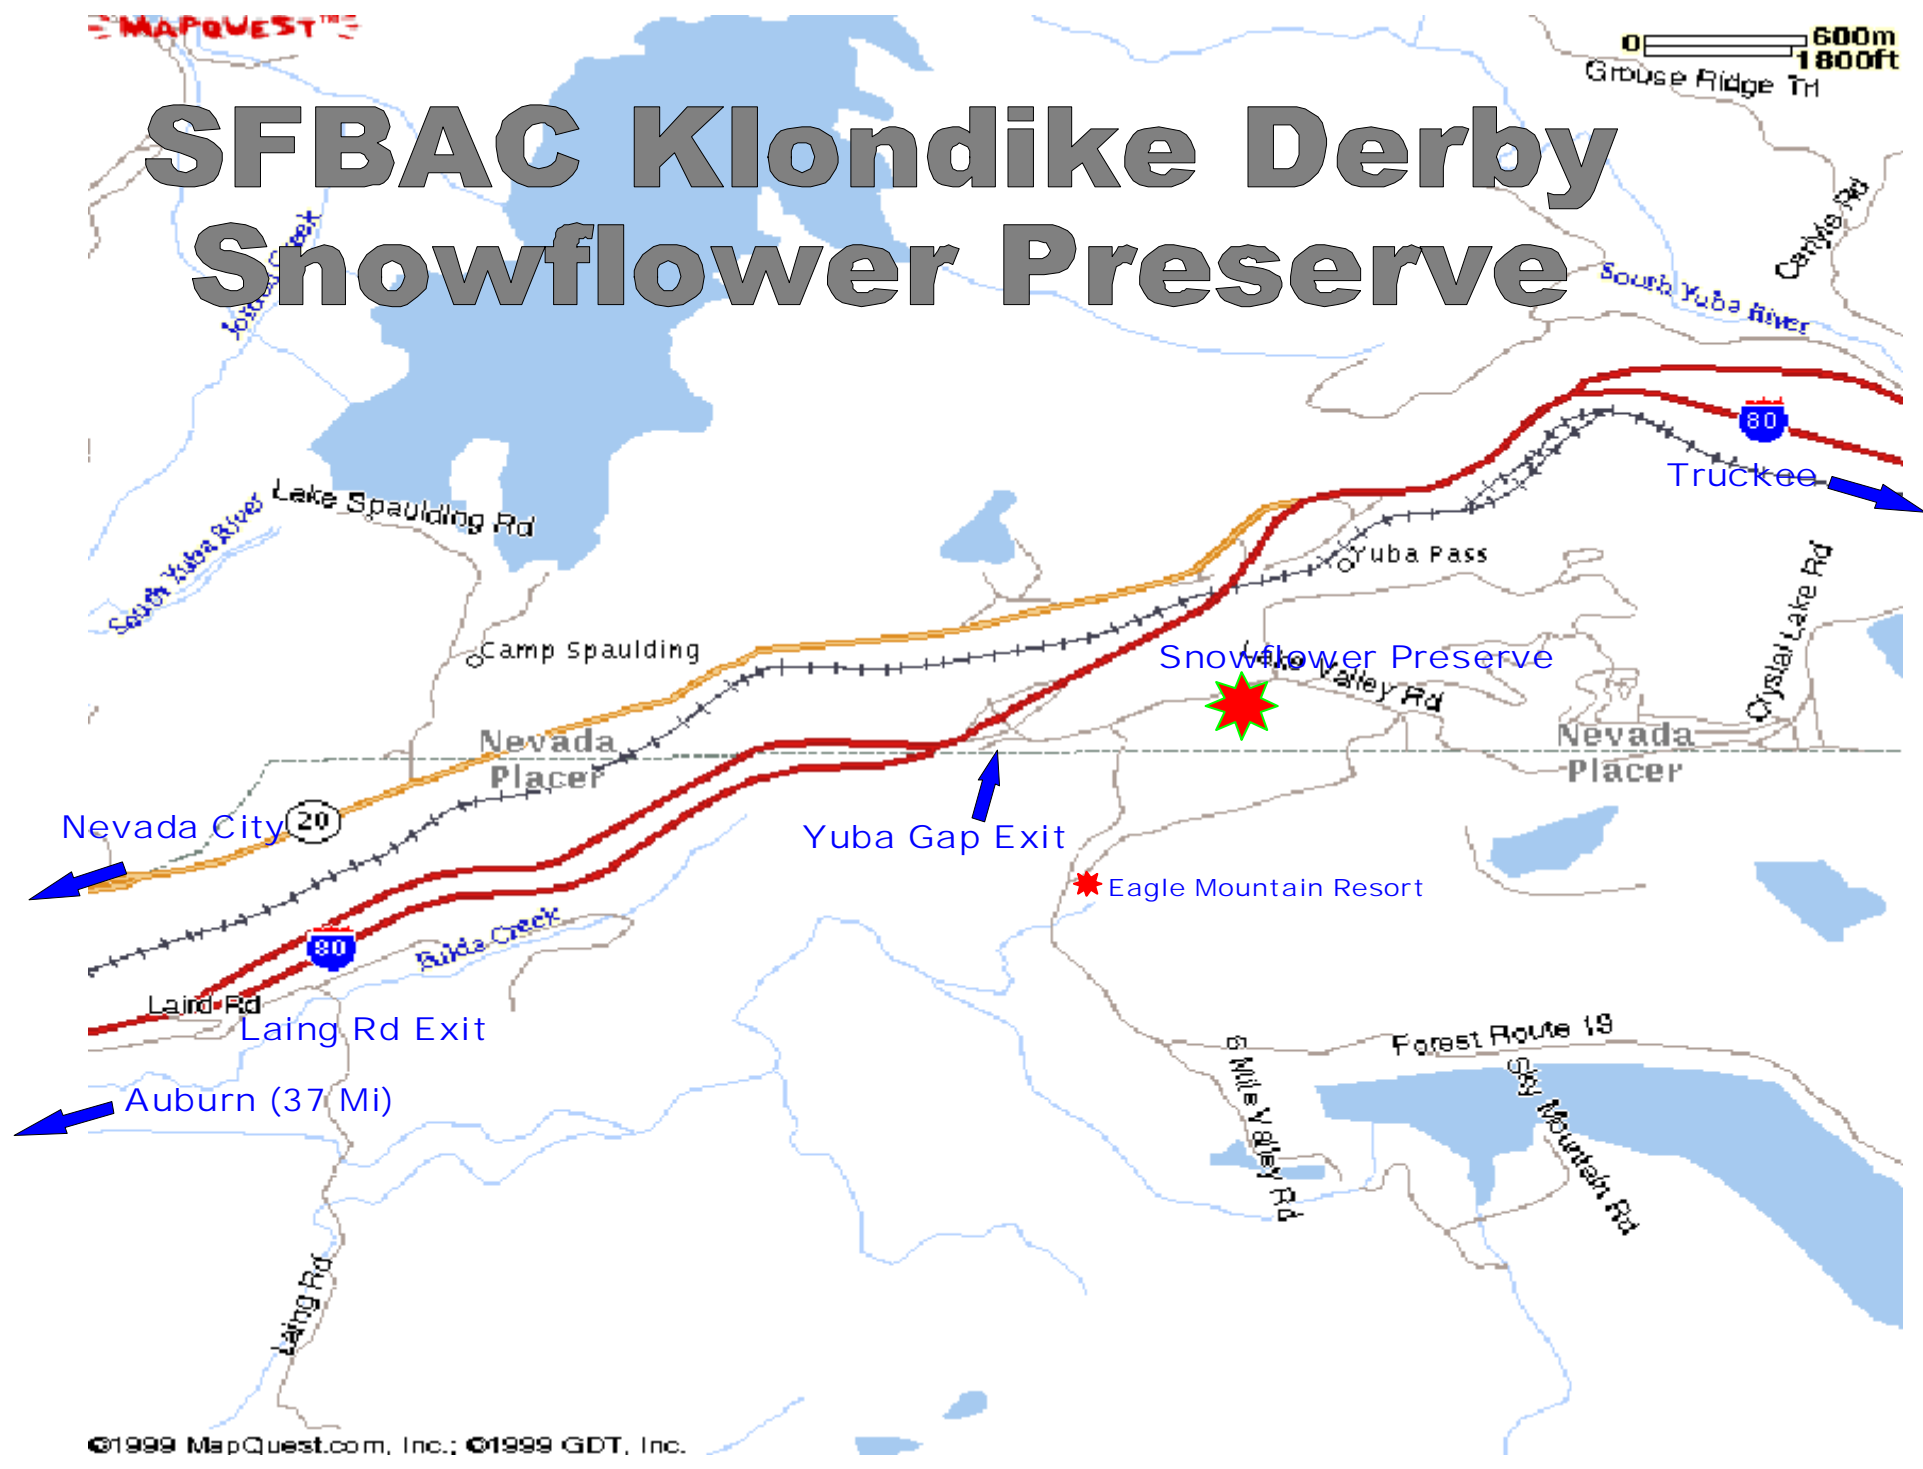 MAPQUEST™
0 600m
1800ft
Grouse Ridge Trl
SFBAC Klondike Derby
Snowflower Preserve
Carlyle Rd
Jordan Creek
South Yuba River
80
Truckee
Lake Spaulding Rd
South Yuba River
Yuba Pass
Crystal Lake Rd
Camp Spaulding
Snowflower Preserve
Lake Valley Rd
Nevada
Placer
Nevada
Placer
Nevada City
20
Yuba Gap Exit
Eagle Mountain Resort
80
Creek
Laird Rd
Laing Rd Exit
Forest Route 19
6 Mile Valley Rd
Sky Mountain Rd
Auburn (37 Mi)
Laing Rd
©1999 MapQuest.com, Inc.; ©1999 GDT, Inc.